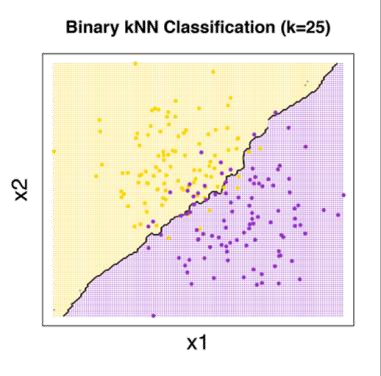 Binary kNN Classification (k=25)
x2
x1